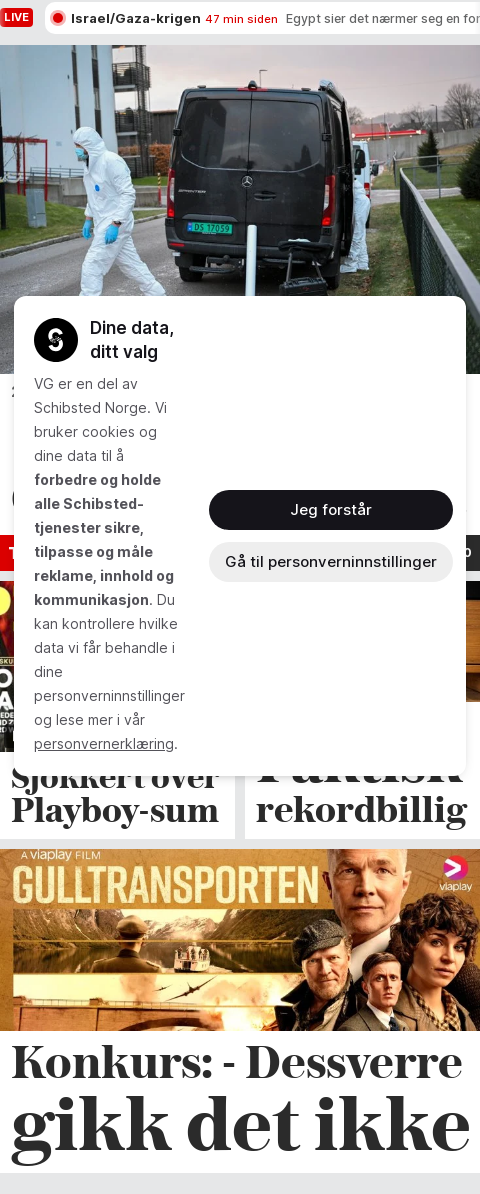 LIVE
Israel/Gaza-krigen 47 min siden Egypt sier det nærmer seg en for
SPRINTER
DS 17059
Dine data,
ditt valg
VG er en del av
Schibsted Norge. Vi
bruker cookies og
dine data til å
forbedre og holde
alle Schibsted-
tjenester sikre,
tilpasse og måle
reklame, innhold og
kommunikasjon. Du
kan kontrollere hvilke
data vi får behandle i
dine
personverninnstillinger
og lese mer i vår
personvernerklæring.
Jeg forstår
Gå til personverninnstillinger
Sjokkert over
Playboy-sum
Faktisk
rekordbillig
A viaplay FILM
GULLTRANSPORTEN
viaplay
Konkurs: - Dessverre
gikk det ikke